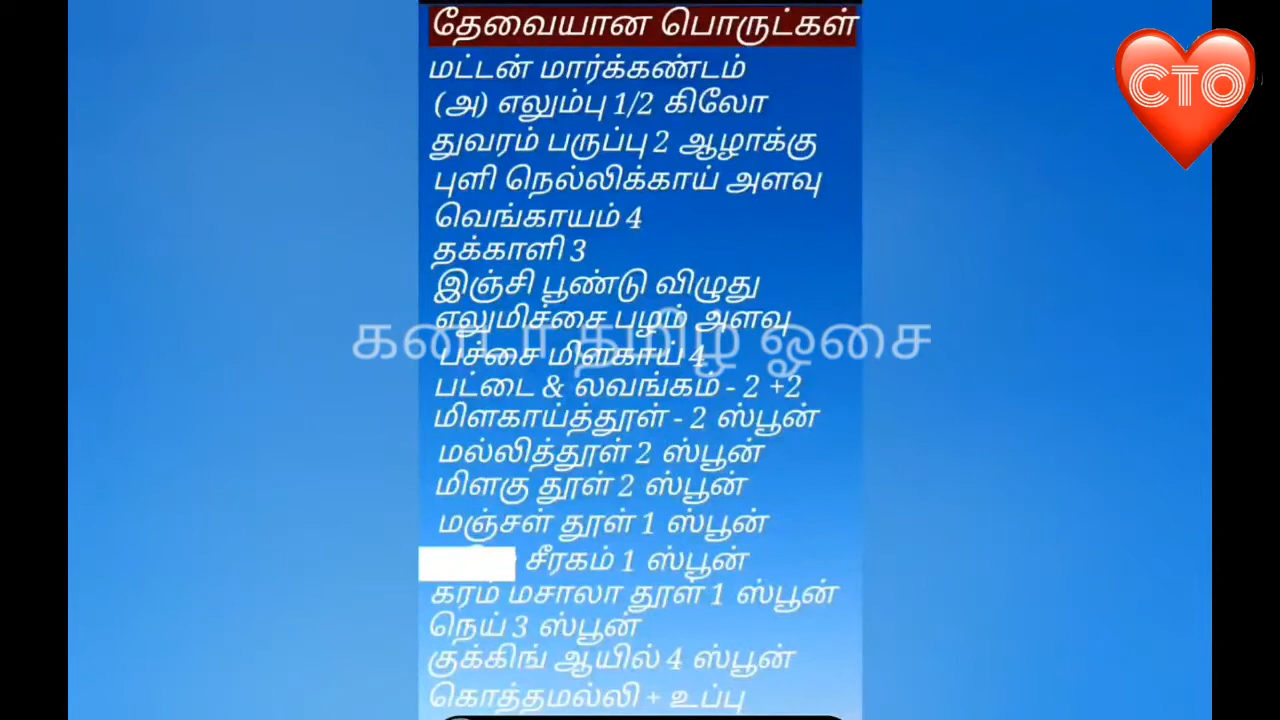 தேவையான பொருட்கள்
CTO
மட்டன் மார்க்கண்டம்
(அ) எலும்பு 1/2 கிலோ
துவரம் பருப்பு 2 ஆழாக்கு
புளி நெல்லிக்காய் அளவு
வெங்காயம் 4
தக்காளி 3
இஞ்சி பூண்டு விழுது
எலுமிச்சை பழம் அளவு
தமிழ் ஓசை
பச்சை மிளகாய் 4
பட்டை & லவங்கம் - 2 +2
மிளகாய்த்தூள் - 2 ஸ்பூன்
மல்லித்தூள் 2 ஸ்பூன்
மிளகு தூள் 2 ஸ்பூன்
மஞ்சள் தூள் 1 ஸ்பூன்
சீரகம் 1 ஸ்பூன்
கரம் மசாலா தூள் 1 ஸ்பூன்
நெய் 3 ஸ்பூன்
குக்கிங் ஆயில் 4 ஸ்பூன்
கொத்தமல்லி + உப்பு